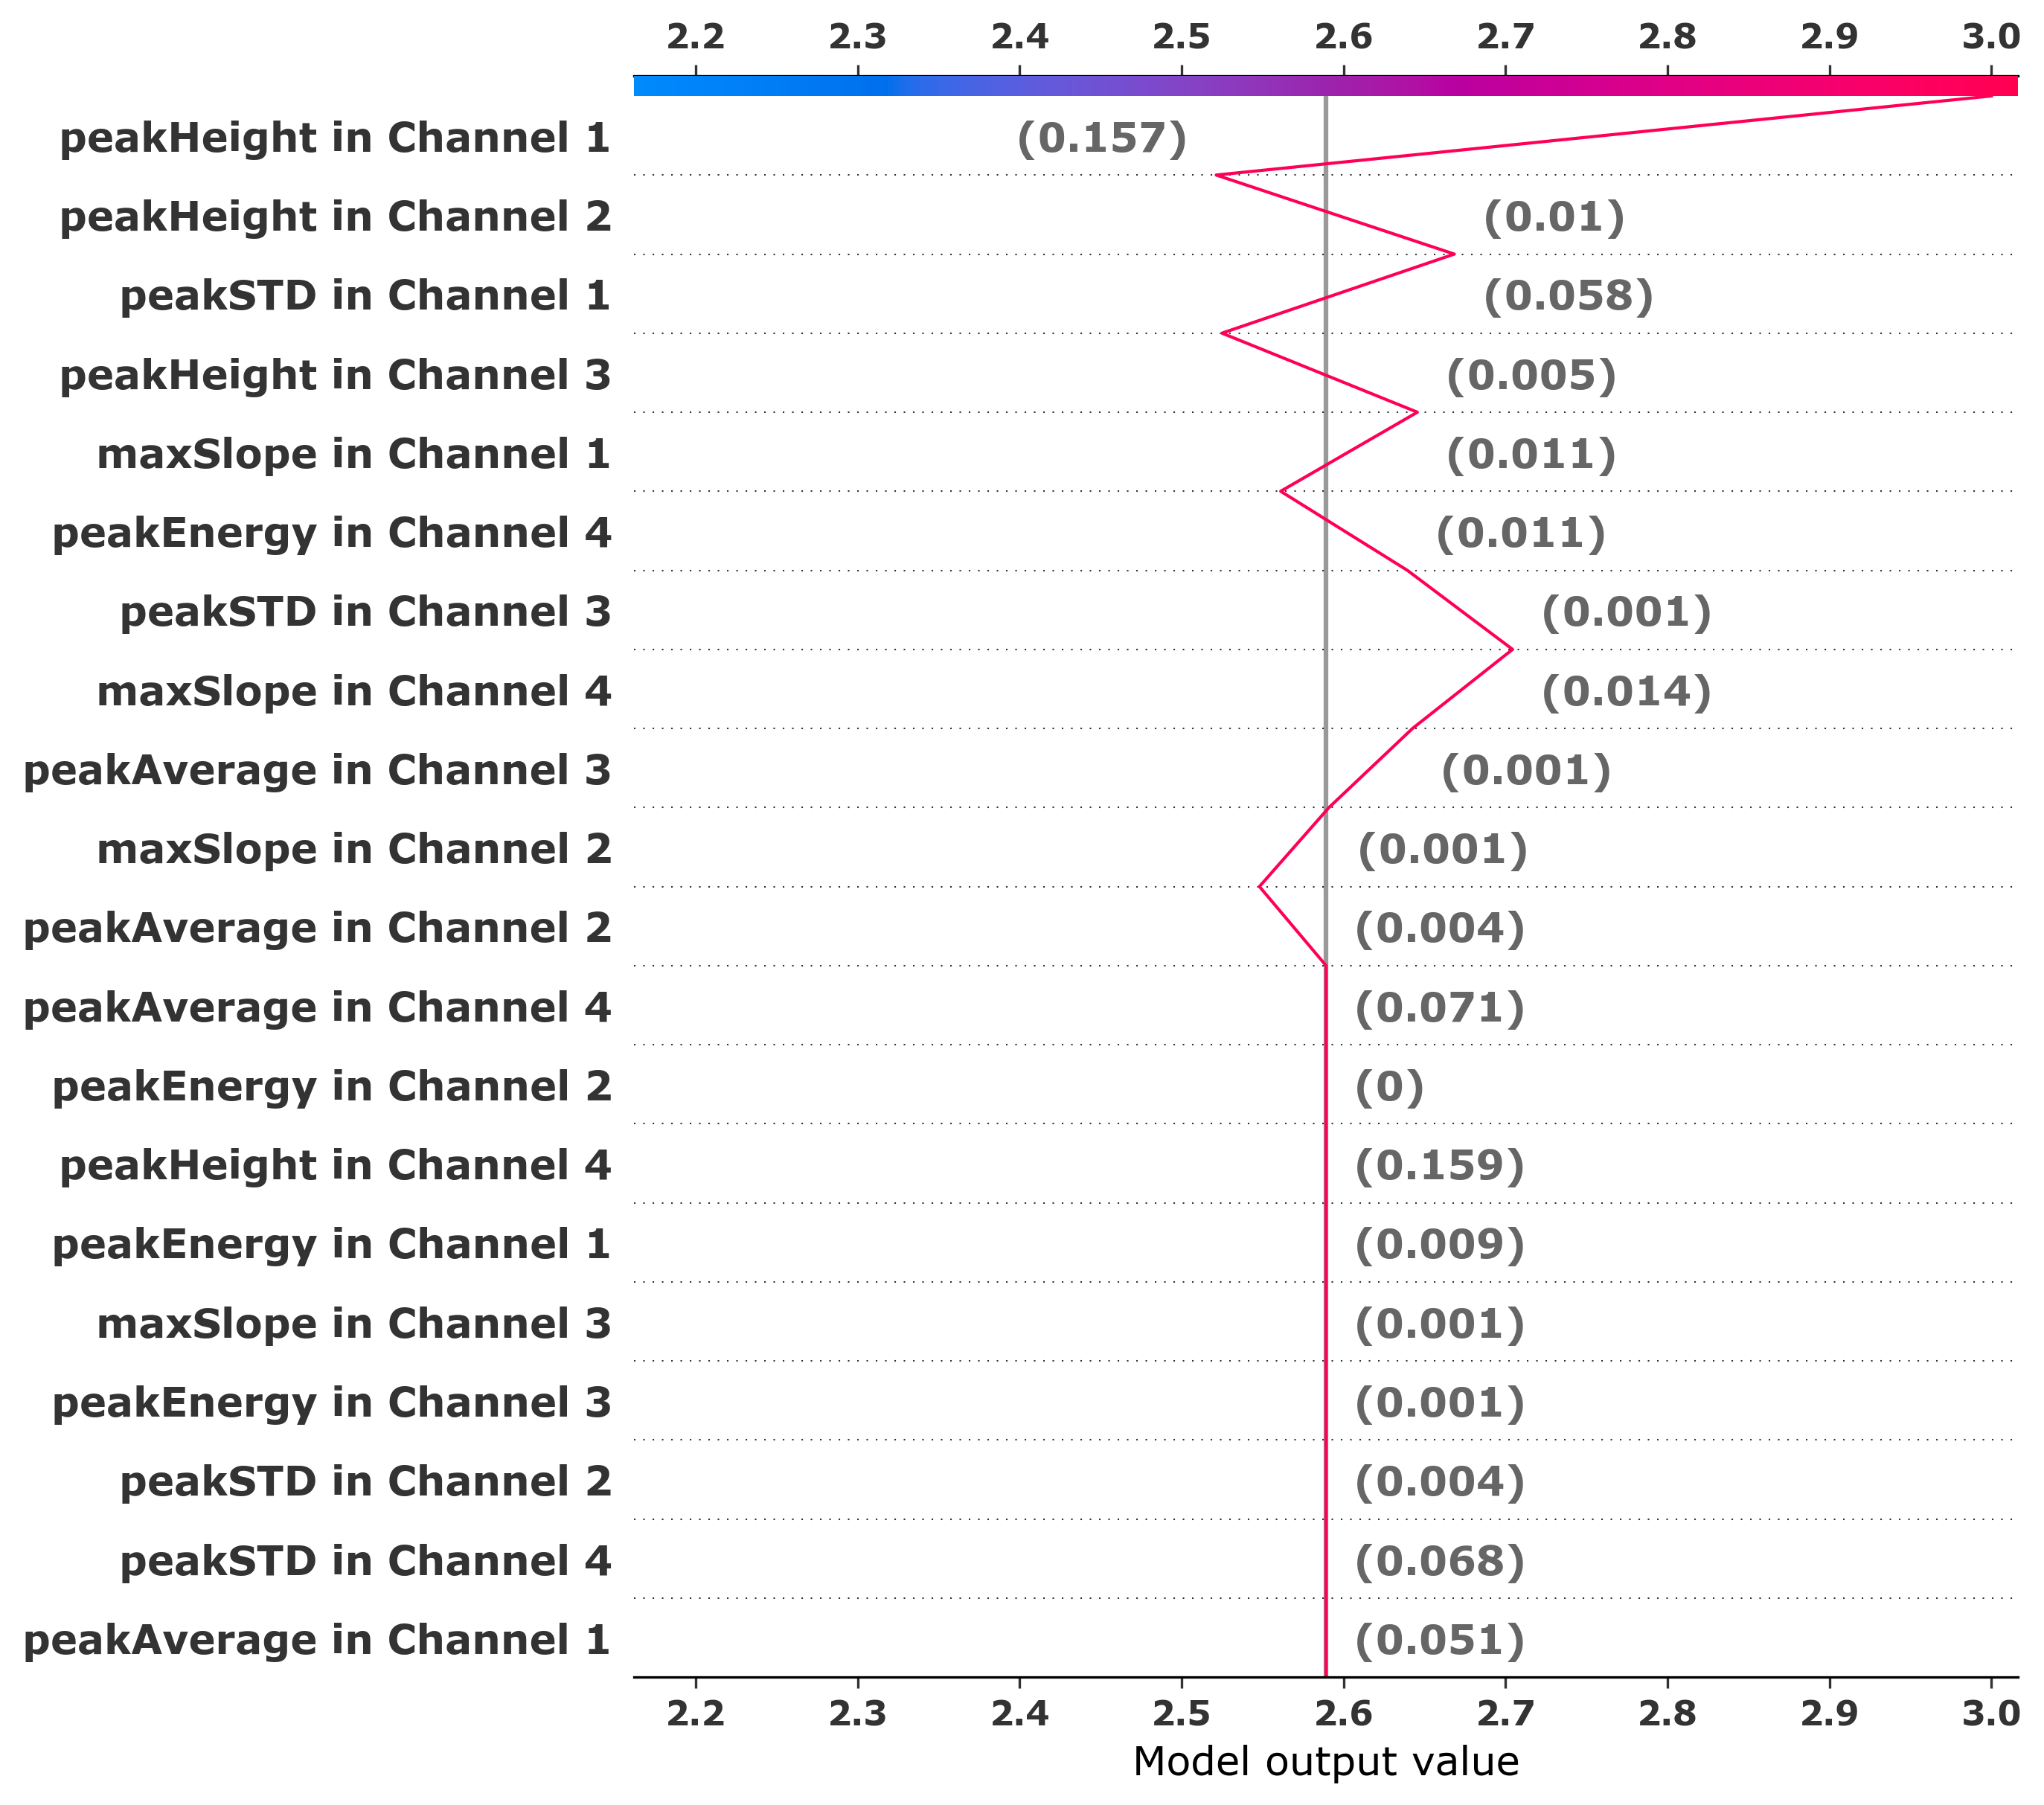 2.2 2.3 2.4 2.5 2.6 2.7 2.8 2.9 3.0
peakHeight in Channel 1 (0.157)
peakHeight in Channel 2 (0.01)
peakSTD in Channel 1 (0.058)
peakHeight in Channel 3 (0.005)
maxSlope in Channel 1 (0.011)
peakEnergy in Channel 4 (0.011)
peakSTD in Channel 3 (0.001)
maxSlope in Channel 4 (0.014)
peakAverage in Channel 3 (0.001)
maxSlope in Channel 2 (0.001)
peakAverage in Channel 2 (0.004)
peakAverage in Channel 4 (0.071)
peakEnergy in Channel 2 (0)
peakHeight in Channel 4 (0.159)
peakEnergy in Channel 1 (0.009)
maxSlope in Channel 3 (0.001)
peakEnergy in Channel 3 (0.001)
peakSTD in Channel 2 (0.004)
peakSTD in Channel 4 (0.068)
peakAverage in Channel 1 (0.051)
2.2 2.3 2.4 2.5 2.6 2.7 2.8 2.9 3.0
Model output value